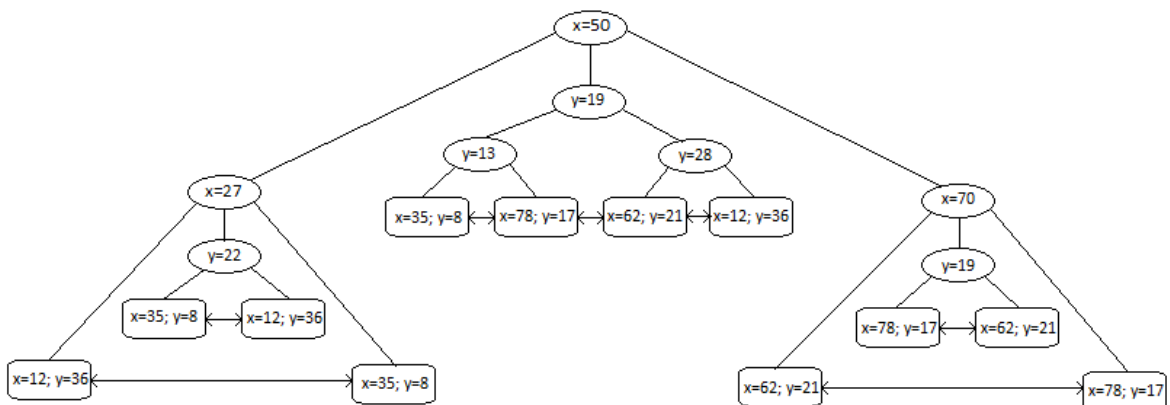 x=50
y=19
y=13
y=28
x=27
x=70
x=35; y=8
x=78; y=17
x=62; y=21
x=12; y=36
y=22
y=19
x=35; y=8
x=12; y=36
x=78; y=17
x=62; y=21
x=12; y=36
x=35; y=8
x=62; y=21
x=78; y=17